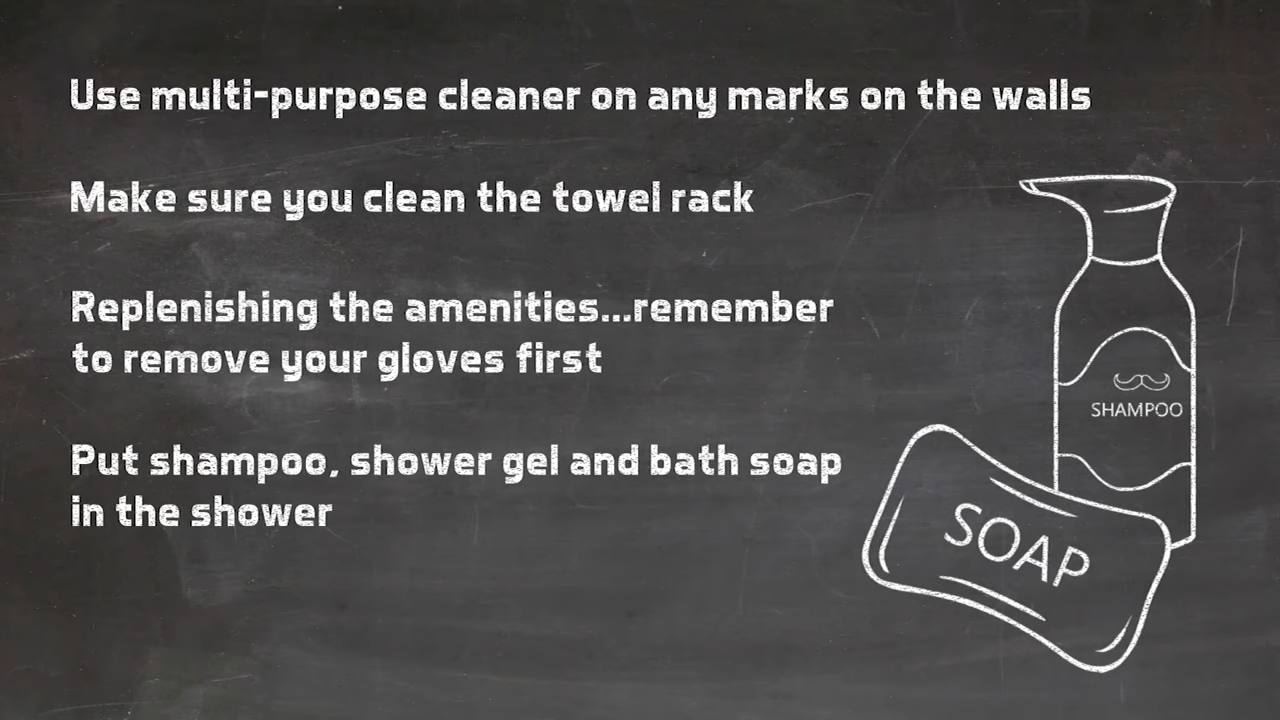 Use multi-purpose cleaner on any marks on the walls
Make sure you clean the towel rack
Replenishing the amenities...remember
to remove your gloves first
Put shampoo, shower gel and bath soap
in the shower
SHAMPOO
SOAP